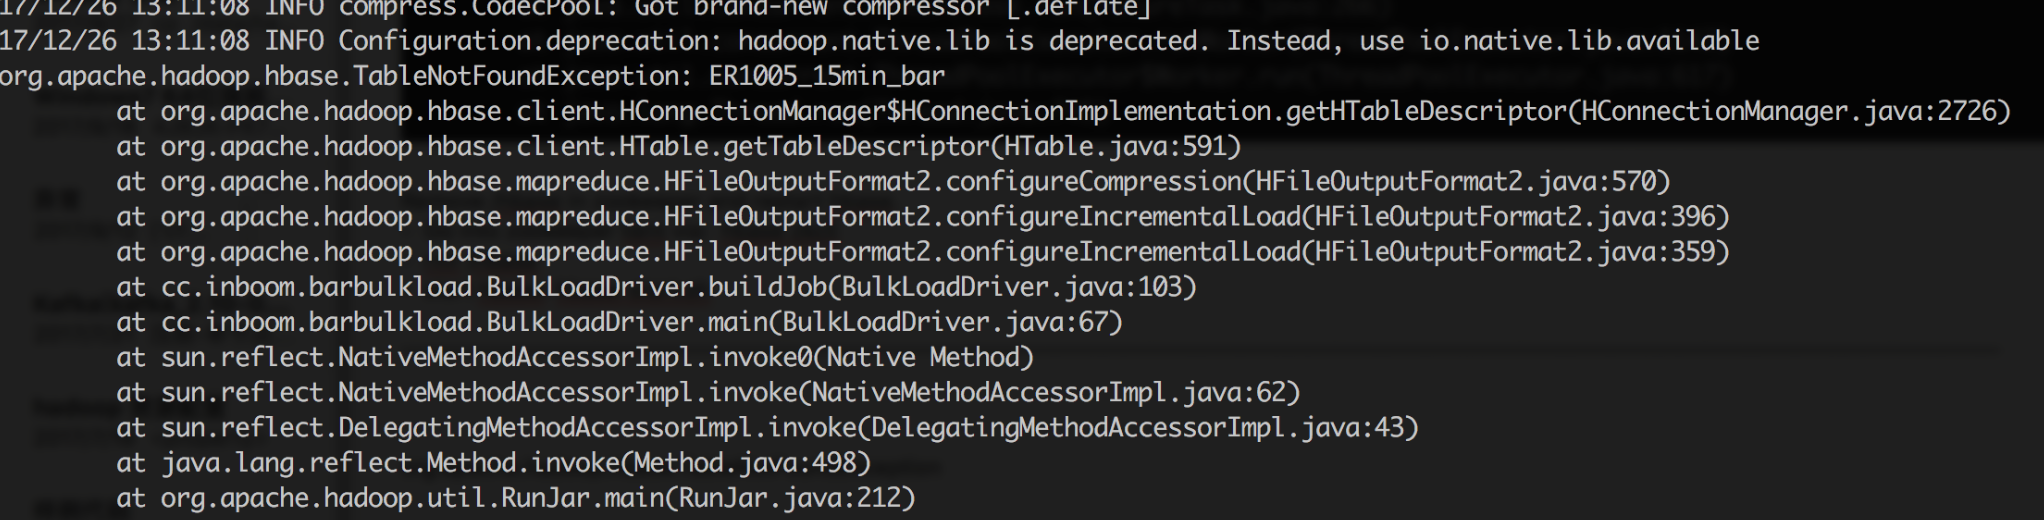 17/12/26 13:11:08 INFO compress.CodecPool: Got brand-new compressor [.deflate]
17/12/26 13:11:08 INFO Configuration.deprecation: hadoop.native.lib is deprecated. Instead, use io.native.lib.available
org.apache.hadoop.hbase.TableNotFoundException: ER1005_15min_bar
at org.apache.hadoop.hbase.client.HConnectionManager$HConnectionImplementation.getHTableDescriptor(HConnectionManager.java:2726)
at org.apache.hadoop.hbase.client.HTable.getTableDescriptor(HTable.java:591)
at org.apache.hadoop.hbase.mapreduce.HFileOutputFormat2.configureCompression(HFileOutputFormat2.java:570)
at org.apache.hadoop.hbase.mapreduce.HFileOutputFormat2.configureIncrementalLoad(HFileOutputFormat2.java:396)
at org.apache.hadoop.hbase.mapreduce.HFileOutputFormat2.configureIncrementalLoad(HFileOutputFormat2.java:359)
at cc.inboom.barbulkload.BulkLoadDriver.buildJob(BulkLoadDriver.java:103)
at cc.inboom.barbulkload.BulkLoadDriver.main(BulkLoadDriver.java:67)
at sun.reflect.NativeMethodAccessorImpl.invoke0(Native Method)
at sun.reflect.NativeMethodAccessorImpl.invoke(NativeMethodAccessorImpl.java:62)
at sun.reflect.DelegatingMethodAccessorImpl.invoke(DelegatingMethodAccessorImpl.java:43)
at java.lang.reflect.Method.invoke(Method.java:498)
at org.apache.hadoop.util.RunJar.main(RunJar.java:212)